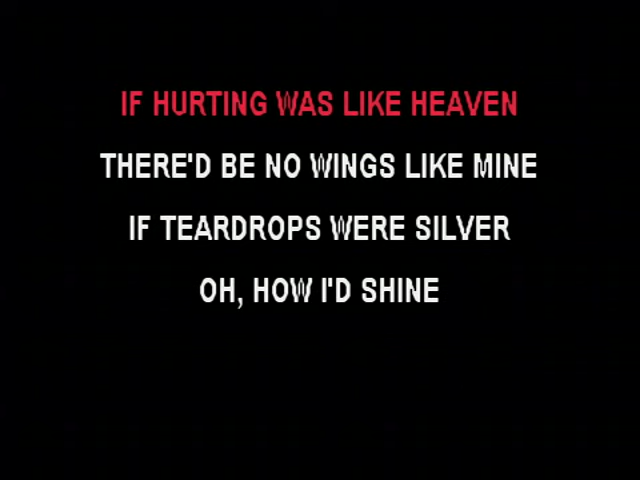 IF HURTING WAS LIKE HEAVEN
THERE'D BE NO WINGS LIKE MINE
IF TEARDROPS WERE SILVER
OH, HOW I'D SHINE